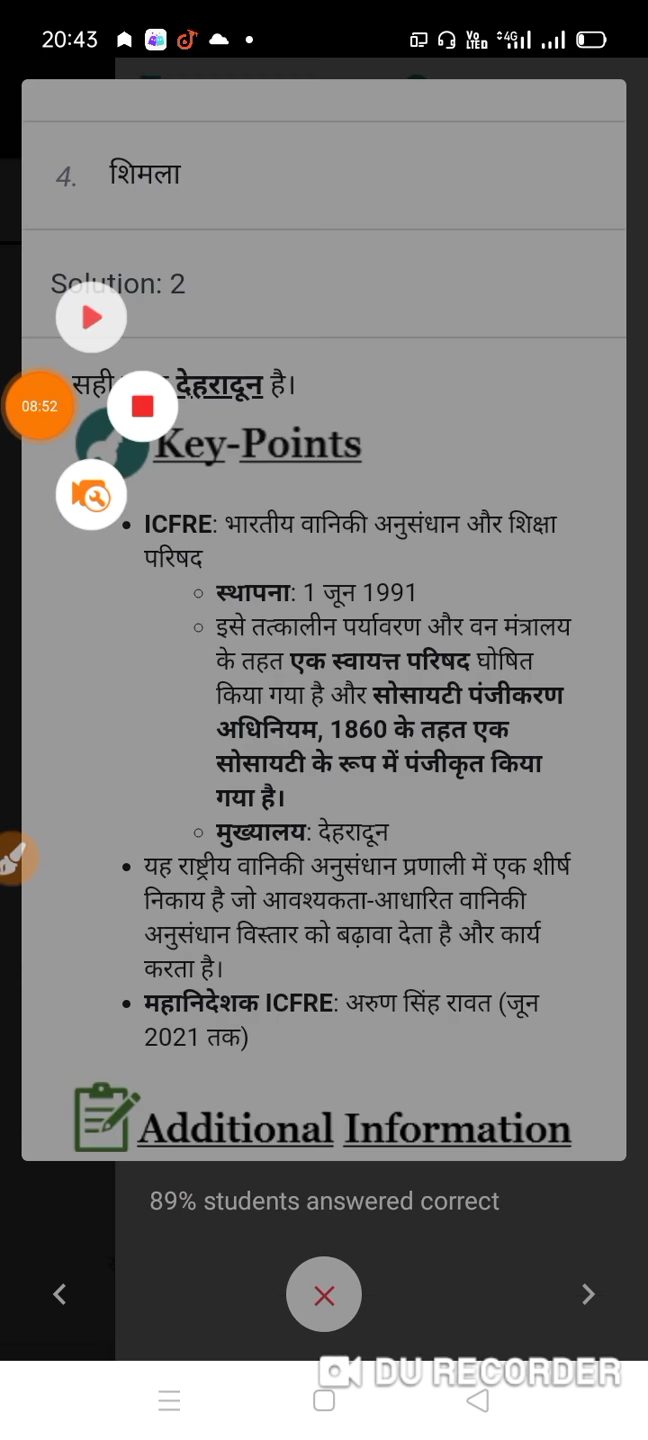 20:43
Vo LTED 4G
4. शिमला
Solution: 2
सही देहरादून है।
08:52
Key-Points
• ICFRE: भारतीय वानिकी अनुसंधान और शिक्षा
परिषद
○ स्थापना: 1 जून 1991
○ इसे तत्कालीन पर्यावरण और वन मंत्रालय
के तहत एक स्वायत्त परिषद घोषित
किया गया है और सोसायटी पंजीकरण
अधिनियम, 1860 के तहत एक
सोसायटी के रूप में पंजीकृत किया
गया है।
○ मुख्यालय: देहरादून
• यह राष्ट्रीय वानिकी अनुसंधान प्रणाली में एक शीर्ष
निकाय है जो आवश्यकता-आधारित वानिकी
अनुसंधान विस्तार को बढ़ावा देता है और कार्य
करता है।
• महानिदेशक ICFRE: अरुण सिंह रावत (जून
2021 तक)
Additional Information
89% students answered correct
DU RECORDER